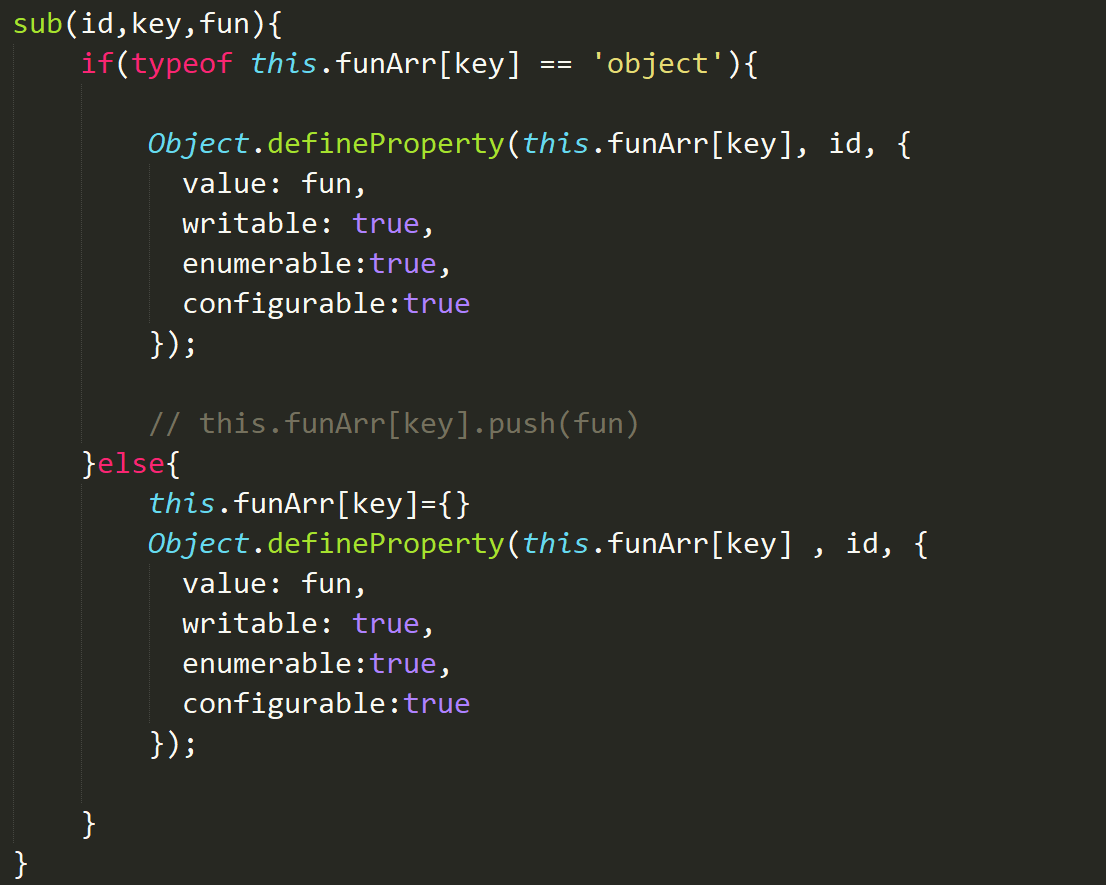 sub(id,key,fun){
if(typeof this.funArr[key] == 'object'){
Object.defineProperty(this.funArr[key], id, {
value: fun,
writable: true,
enumerable:true,
configurable:true
});
// this.funArr[key].push(fun)
}else{
this.funArr[key]={}
Object.defineProperty(this.funArr[key] , id, {
value: fun,
writable: true,
enumerable:true,
configurable:true
});
}
}